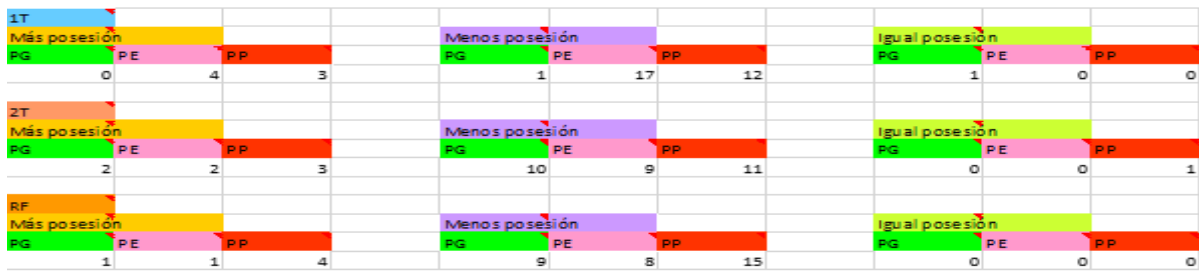 1T
Más posesión Menos posesión Igual posesión
PG PE PP PG PE PP PG PE PP
0 4 3 1 17 12 1 0 0
2T
Más posesión Menos posesión Igual posesión
PG PE PP PG PE PP PG PE PP
2 2 3 10 9 11 0 0 1
RF
Más posesión Menos posesión Igual posesión
PG PE PP PG PE PP PG PE PP
1 1 4 9 8 15 0 0 0